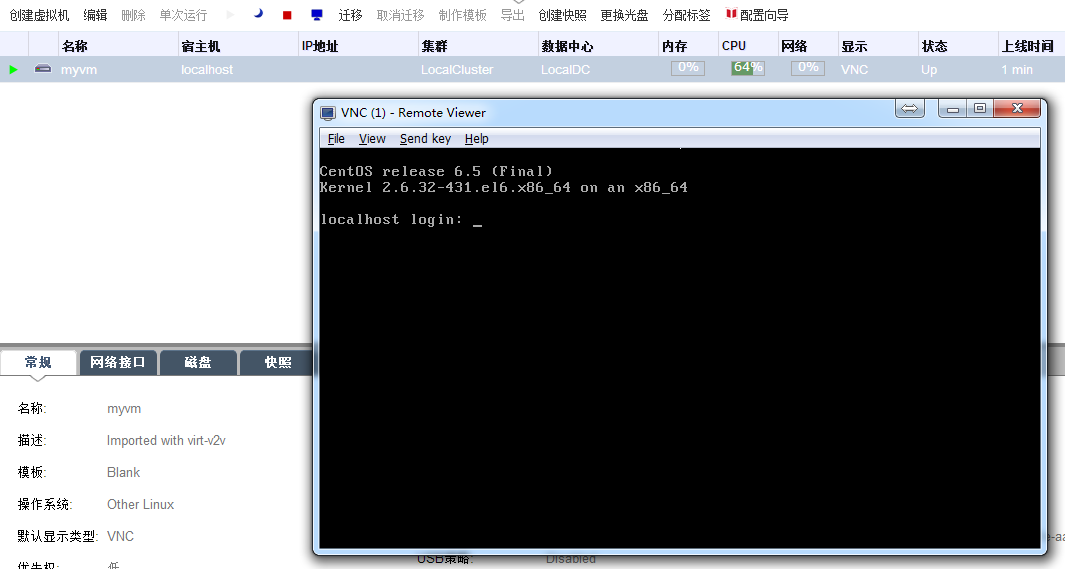 创建虚拟机 编辑 删除 单次运行 迁移 取消迁移 制作模板 导出 创建快照 更换光盘 分配标签 配置向导
名称 宿主机 IP地址 集群 数据中心 内存 CPU 网络 显示 状态 上线时间
myvm localhost LocalCluster LocalDC 0% 64% 0% VNC Up 1 min
VNC (1) - Remote Viewer
File View Send key Help
CentOS release 6.5 (Final)
Kernel 2.6.32-431.el6.x86_64 on an x86_64
localhost login: _
常规 网络接口 磁盘 快照
名称: myvm
描述: Imported with virt-v2v
模板: Blank
操作系统: Other Linux
默认显示类型: VNC
优先权: 低
USB策略: Disabled